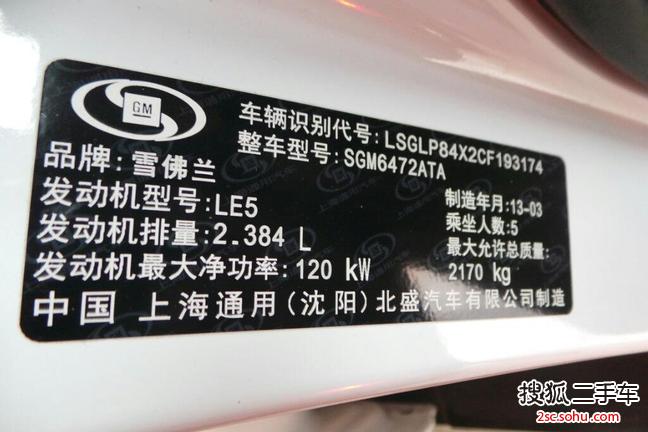 GM
车辆识别代号:LSGLP84X2CF193174
整车型号:SGM6472ATA
品牌:雪佛兰
发动机型号:LE5
制造年月:13-03
发动机排量:2.384 L
乘坐人数:5
发动机最大净功率:120 kW
最大允许总质量:
2170 kg
中国 上海通用(沈阳)北盛汽车有限公司制造
搜狐二手车
2sc.sohu.com